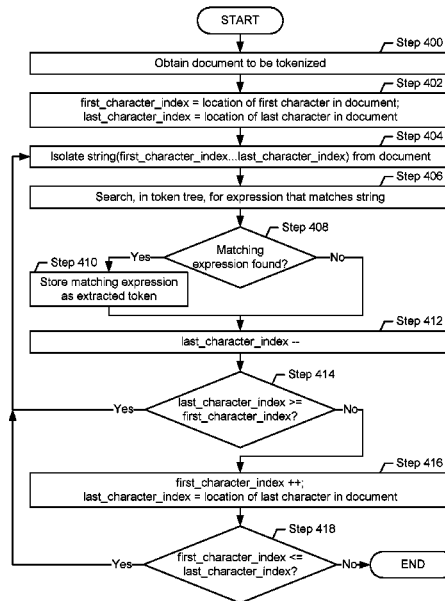 START
Step 400
Obtain document to be tokenized
Step 402
first_character_index = location of first character in document;
last_character_index = location of last character in document
Step 404
Isolate string(first_character_index...last_character_index) from document
Step 406
Search, in token tree, for expression that matches string
Step 408
Matching
expression found?
Yes
No
Step 410
Store matching expression
as extracted token
Step 412
last_character_index --
Step 414
last_character_index >=
first_character_index?
Yes
No
Step 416
first_character_index ++;
last_character_index = location of last character in document
Step 418
first_character_index <=
last_character_index?
Yes
No
END